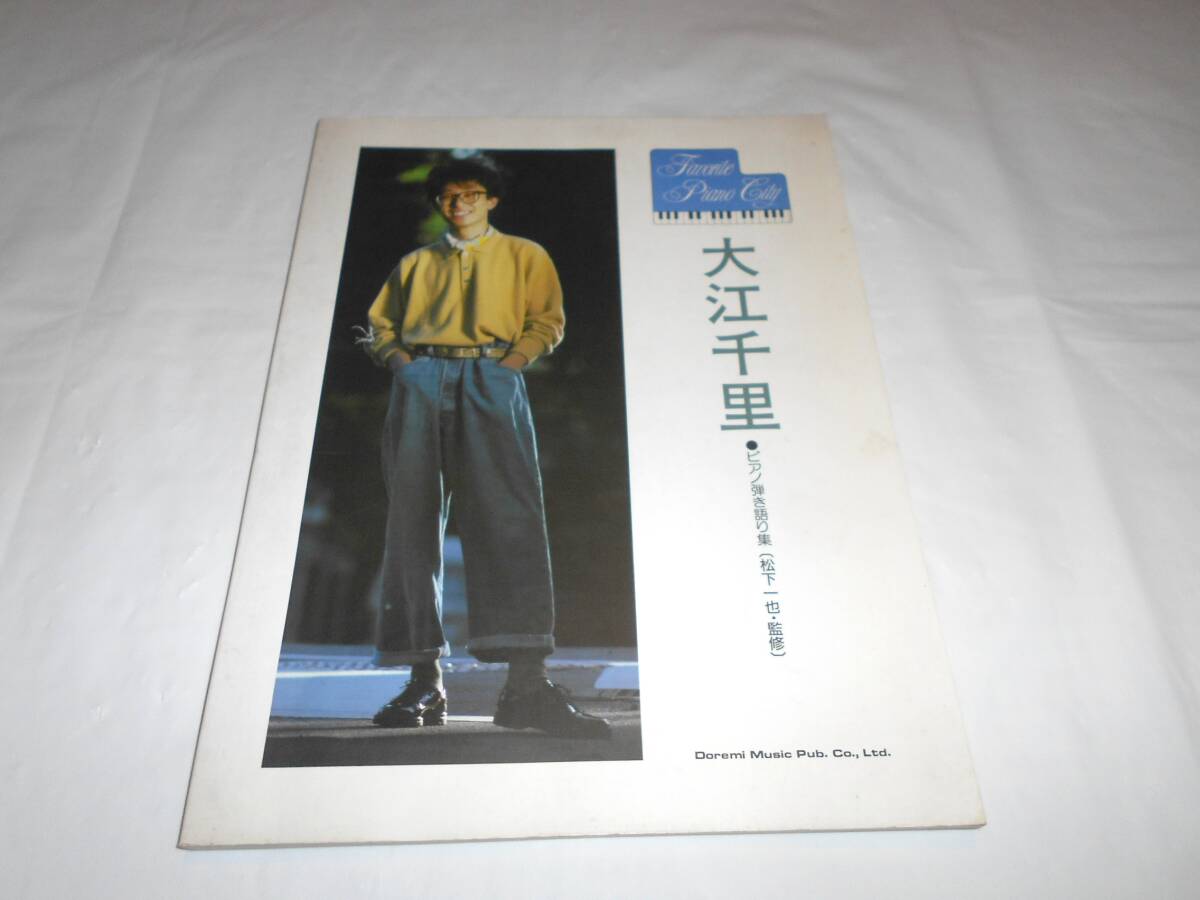 Favorite
Piano City
大江千里
●ピアノ弾き語り集〔松下一也・監修〕
Doremi Music Pub. Co., Ltd.